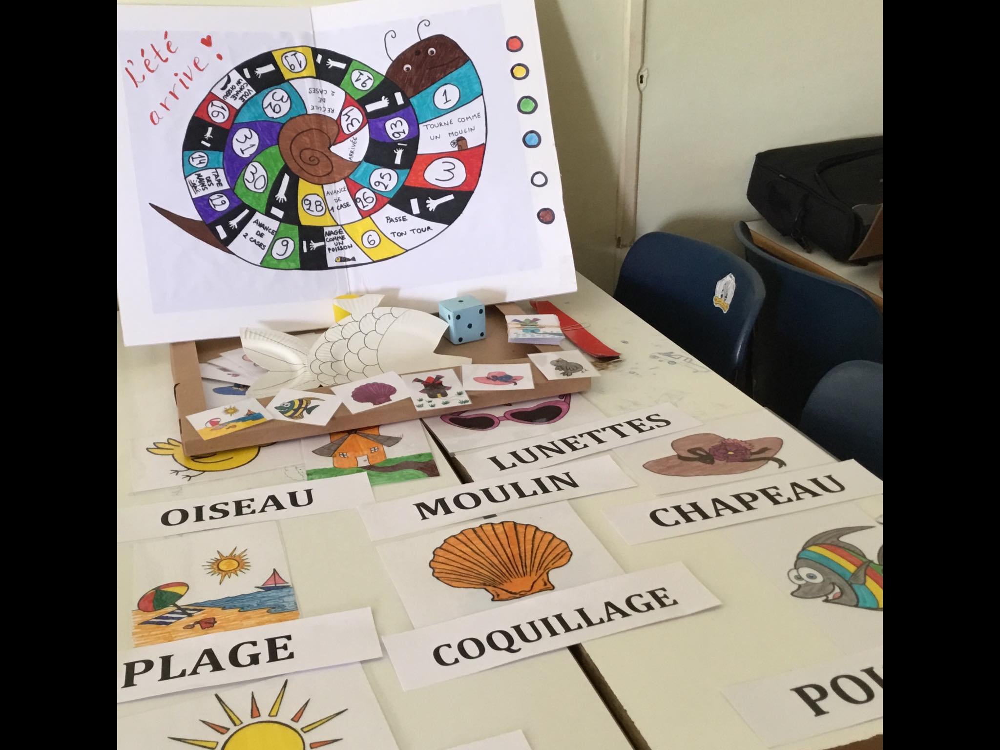 L'été
arrive!
1
TOURNE COMME
UN MOULIN
3
PASSE
TON TOUR
6
NAGE
COMME
UN
POISSON
9
AVANCE
DE
2 CASES
12
TAPE
DES
MAINS
14
16
VOLE
COMME
UN OISEAU
19
21
23
25
26
AVANCE
DE
1 CASE
28
30
31
32
RECULE
DE
2 CASES
34
ARRIVÉE
LUNETTES
OISEAU
MOULIN
CHAPEAU
PLAGE
COQUILLAGE
POI